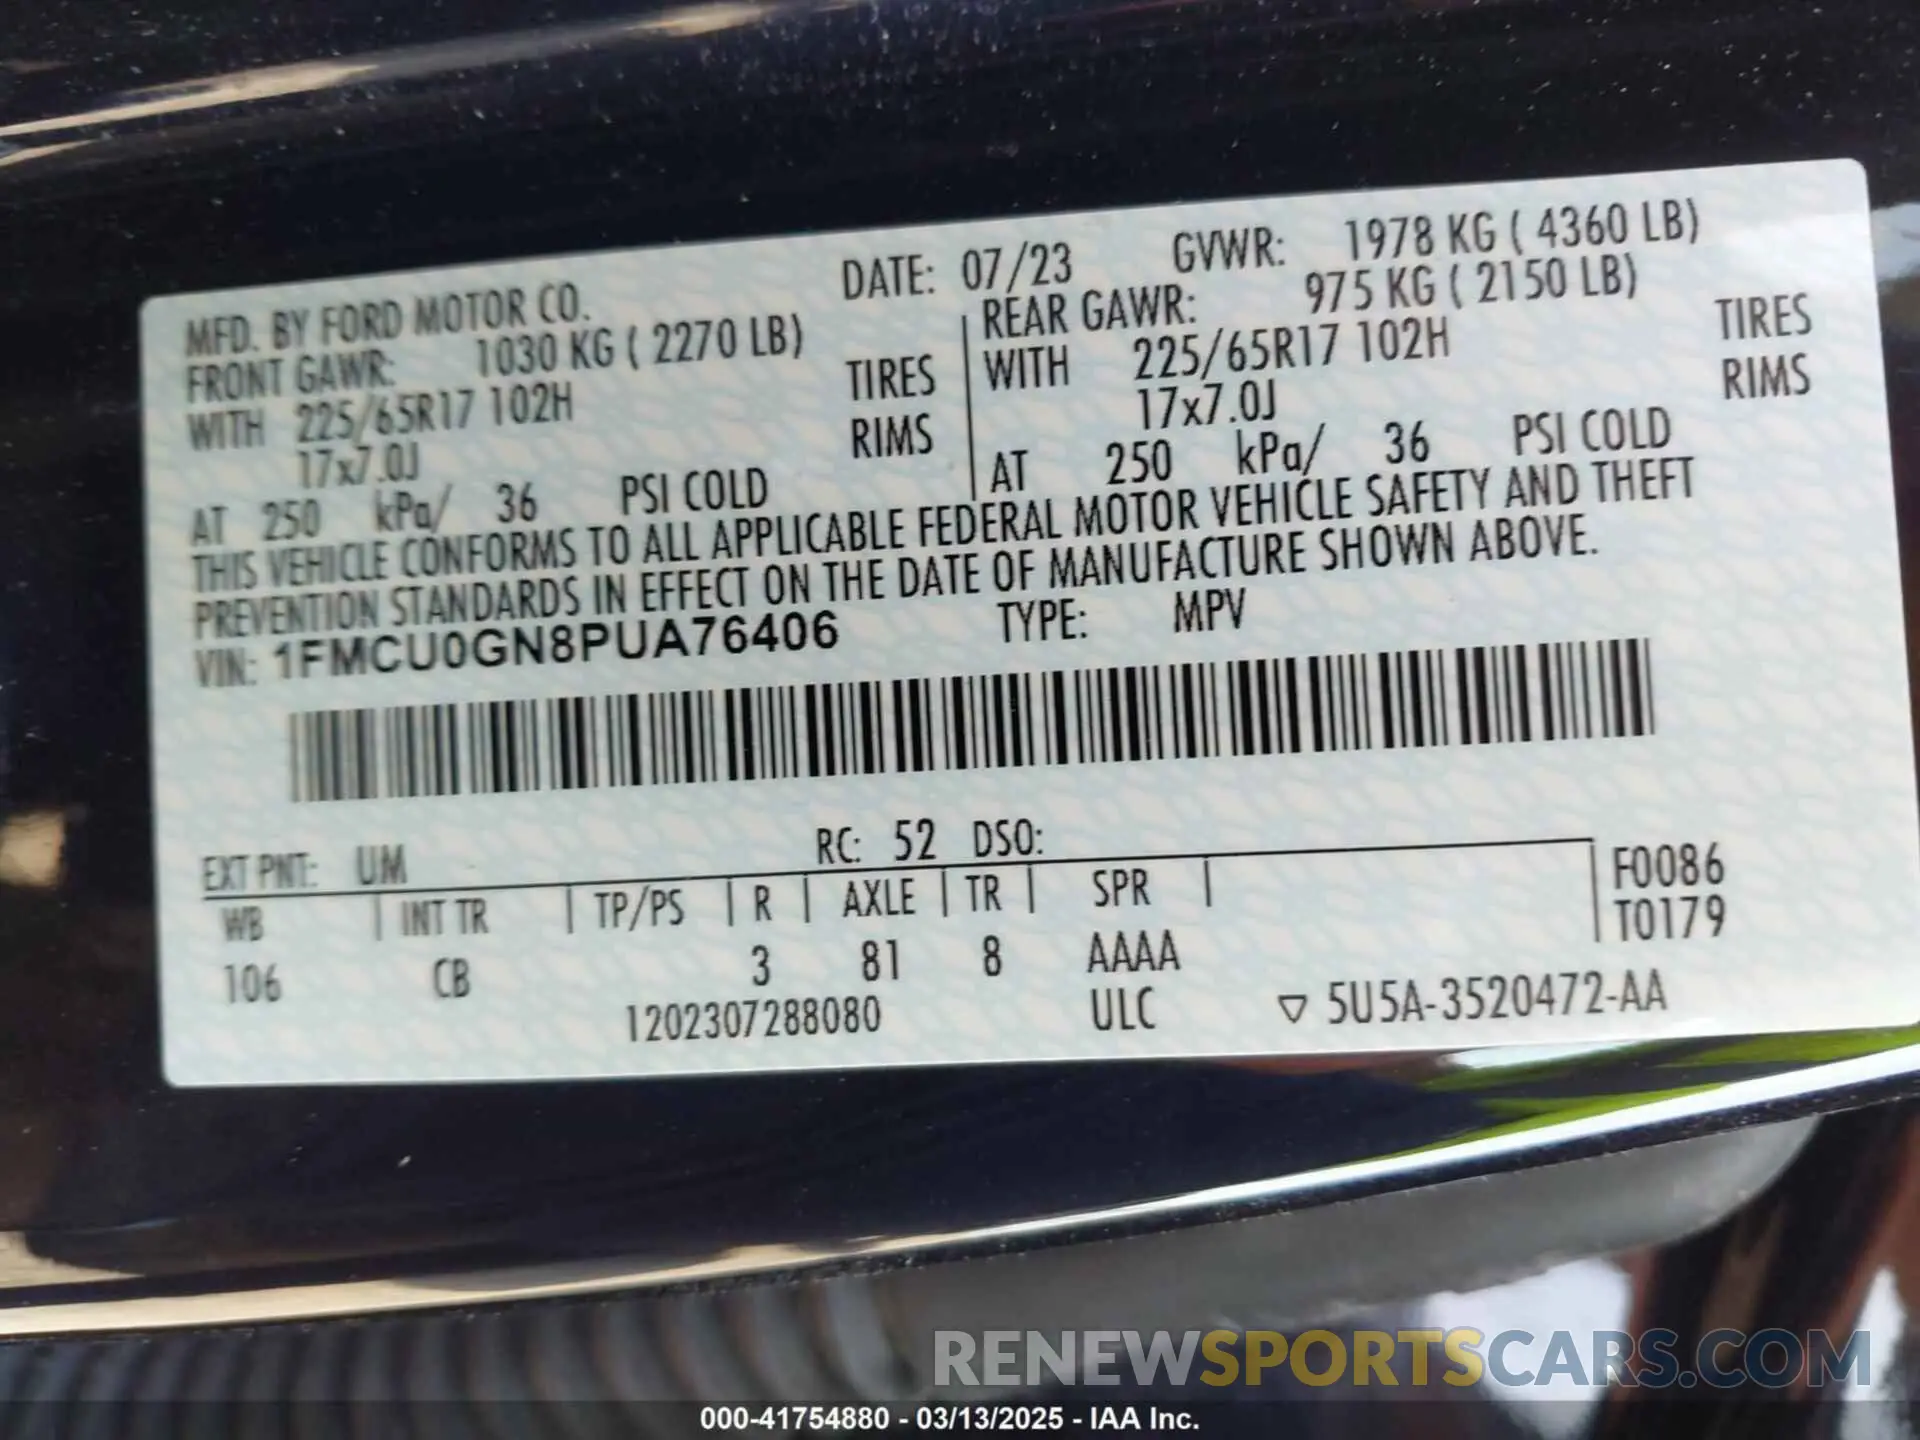 MFD. BY FORD MOTOR CO. DATE: 07/23 GVWR: 1978 KG ( 4360 LB)
FRONT GAWR: 1030 KG ( 2270 LB) REAR GAWR: 975 KG ( 2150 LB)
WITH 225/65R17 102H TIRES WITH 225/65R17 102H TIRES
17x7.0J RIMS 17x7.0J RIMS
AT 250 kPa/ 36 PSI COLD AT 250 kPa/ 36 PSI COLD
THIS VEHICLE CONFORMS TO ALL APPLICABLE FEDERAL MOTOR VEHICLE SAFETY AND THEFT
PREVENTION STANDARDS IN EFFECT ON THE DATE OF MANUFACTURE SHOWN ABOVE.
VIN: 1FMCU0GN8PUA76406 TYPE: MPV
EXT PNT: UM RC: 52 DSO:
WB INT TR TP/PS R AXLE TR SPR F0086
T0179
106 CB 3 81 8 AAAA
1202307288080 ULC ▽ 5U5A-3520472-AA
RENEWSPORTSCARS.COM
000-41754880 - 03/13/2025 - IAA Inc.